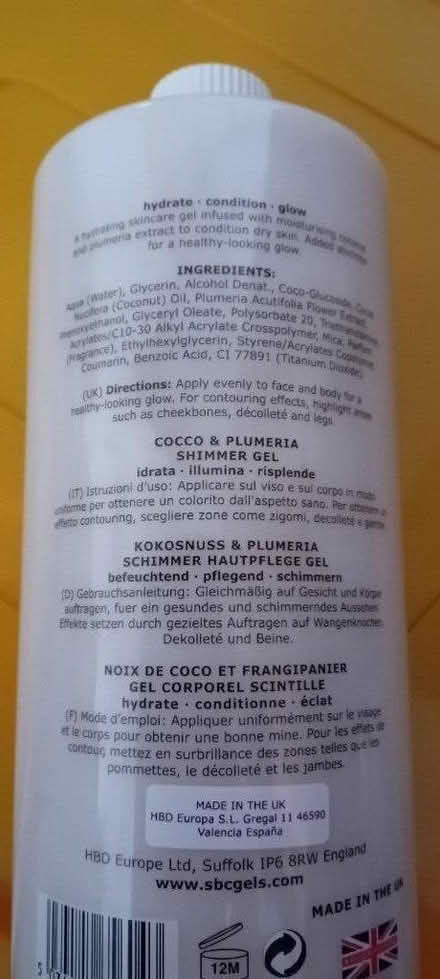 hydrate · condition · glow
a hydrating skincare gel infused with moisturising coconut
and plumeria extract to condition dry skin. Added shimmer
for a healthy-looking glow.
INGREDIENTS:
Aqua (Water), Glycerin, Alcohol Denat., Coco-Glucoside, Cocos
Nucifera (Coconut) Oil, Plumeria Acutifolia Flower Extract,
Phenoxyethanol, Glyceryl Oleate, Polysorbate 20, Triethanolamine,
Acrylates/C10-30 Alkyl Acrylate Crosspolymer, Mica, Parfum
(Fragrance), Ethylhexylglycerin, Styrene/Acrylates Copolymer,
Coumarin, Benzoic Acid, CI 77891 (Titanium Dioxide).
(UK) Directions: Apply evenly to face and body for a
healthy-looking glow. For contouring effects, highlight areas
such as cheekbones, décolleté and legs.
COCCO & PLUMERIA
SHIMMER GEL
idrata · illumina · risplende
(IT) Istruzioni d'uso: Applicare sul viso e sul corpo in modo
uniforme per ottenere un colorito dall'aspetto sano. Per ottenere un
effetto contouring, scegliere zone come zigomi, decolleté e gambe.
KOKOSNUSS & PLUMERIA
SCHIMMER HAUTPFLEGE GEL
befeuchtend · pflegend · schimmern
(D) Gebrauchsanleitung: Gleichmäßig auf Gesicht und Körper
auftragen, fuer ein gesundes und schimmerndes Aussehen.
Effekte setzen durch gezieltes Auftragen auf Wangenknochen,
Dekolleté und Beine.
NOIX DE COCO ET FRANGIPANIER
GEL CORPOREL SCINTILLE
hydrate · conditionne · éclat
(F) Mode d'emploi: Appliquer uniformément sur le visage
et le corps pour obtenir une bonne mine. Pour les effets de
contour, mettez en surbrillance des zones telles que les
pommettes, le décolleté et les jambes.
MADE IN THE UK
HBD Europe S.L. Gregal 11 46590
Valencia España
HBD Europe Ltd, Suffolk IP6 8RW England
www.sbcgels.com
MADE IN THE UK
12M